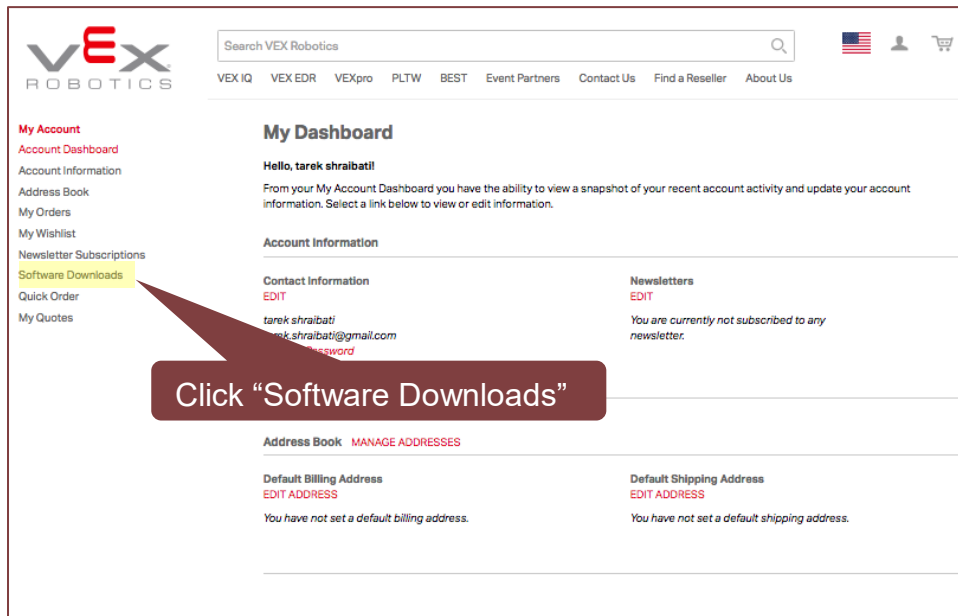 VEX
ROBOTICS
Search VEX Robotics
VEX IQ VEX EDR VEXpro PLTW BEST Event Partners Contact Us Find a Reseller About Us
My Account
Account Dashboard
Account Information
Address Book
My Orders
My Wishlist
Newsletter Subscriptions
Software Downloads
Quick Order
My Quotes
My Dashboard
Hello, tarek shraibati!
From your My Account Dashboard you have the ability to view a snapshot of your recent account activity and update your account
information. Select a link below to view or edit information.
Account Information
Contact Information
EDIT
tarek shraibati
tarek.shraibati@gmail.com
Password
Newsletters
EDIT
You are currently not subscribed to any
newsletter.
Click “Software Downloads”
Address Book MANAGE ADDRESSES
Default Billing Address
EDIT ADDRESS
You have not set a default billing address.
Default Shipping Address
EDIT ADDRESS
You have not set a default shipping address.